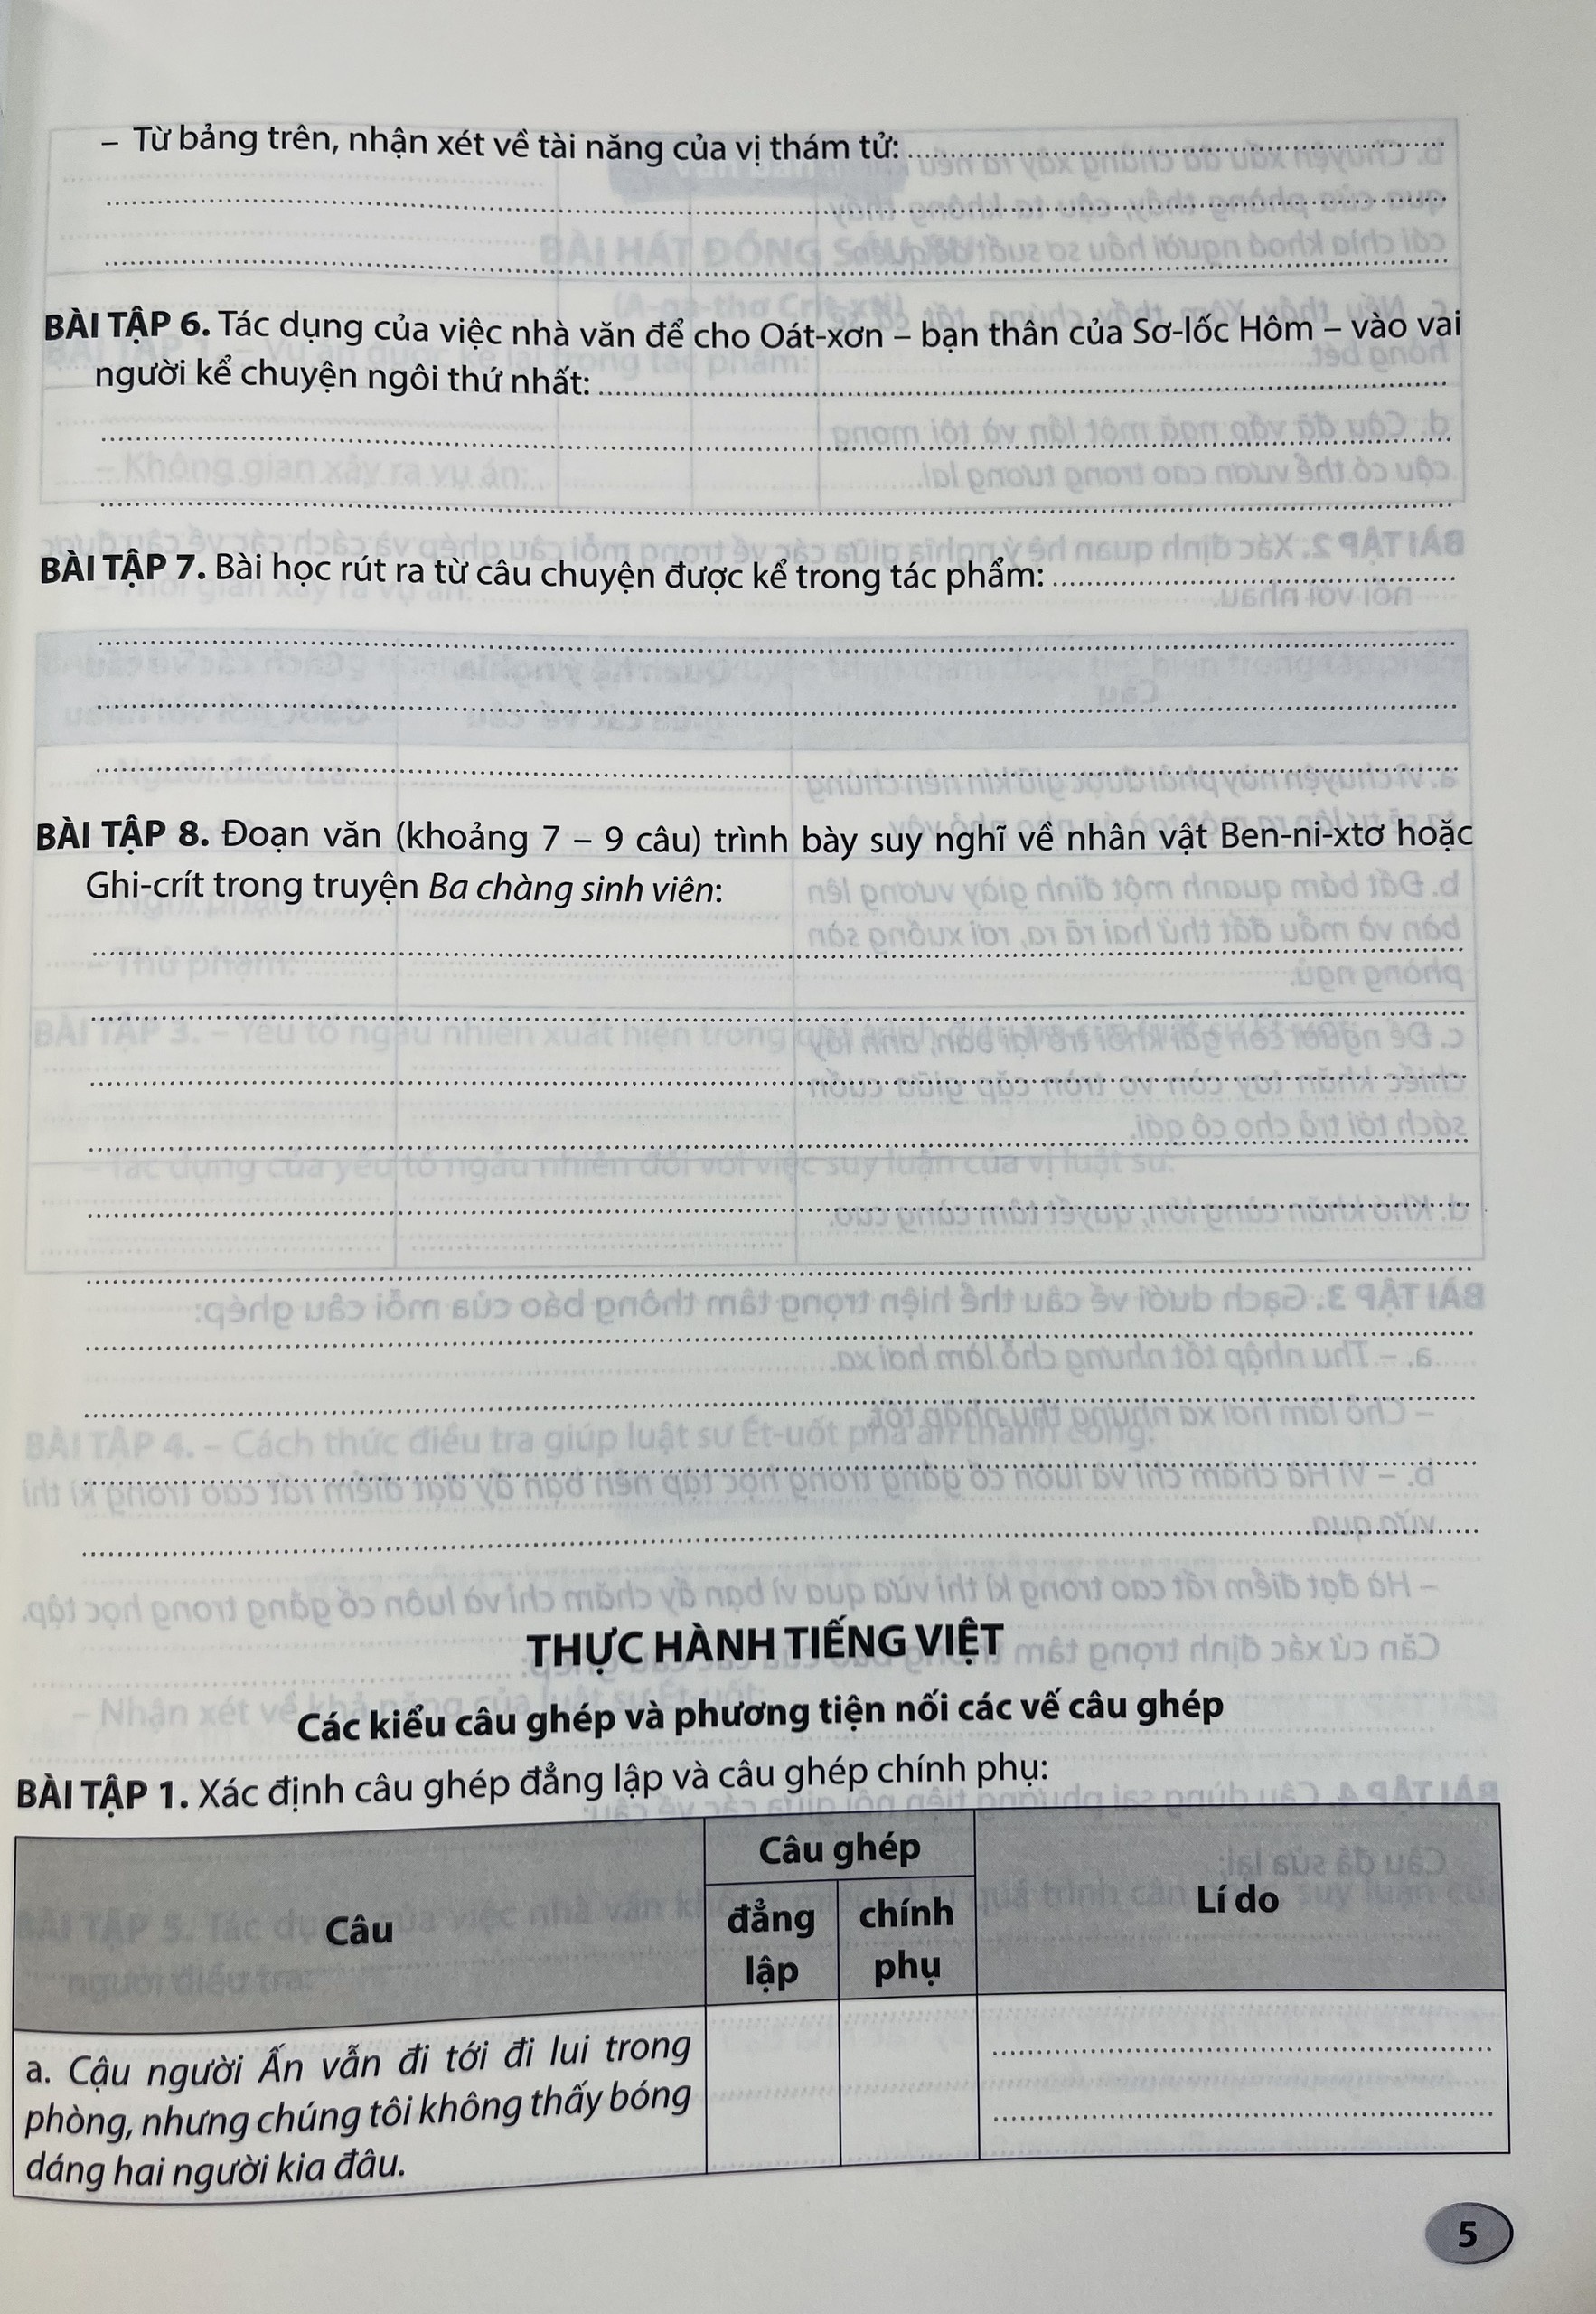 – Từ bảng trên, nhận xét về tài năng của vị thám tử:
BÀI TẬP 6. Tác dụng của việc nhà văn để cho Oát-xơn – bạn thân của Sơ-lốc Hôm – vào vai
người kể chuyện ngôi thứ nhất:
BÀI TẬP 7. Bài học rút ra từ câu chuyện được kể trong tác phẩm:
BÀI TẬP 8. Đoạn văn (khoảng 7 – 9 câu) trình bày suy nghĩ về nhân vật Ben-ni-xtơ hoặc
Ghi-crít trong truyện Ba chàng sinh viên:
THỰC HÀNH TIẾNG VIỆT
Các kiểu câu ghép và phương tiện nối các vế câu ghép
BÀI TẬP 1. Xác định câu ghép đẳng lập và câu ghép chính phụ:
Câu
Câu ghép
đẳng
lập
chính
phụ
Lí do
a. Cậu người Ấn vẫn đi tới đi lui trong
phòng, nhưng chúng tôi không thấy bóng
dáng hai người kia đâu.
5